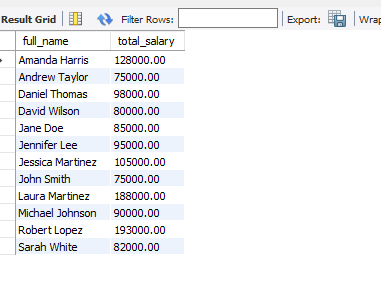 Result Grid Filter Rows: Export: Wrap
full_name total_salary
Amanda Harris 128000.00
Andrew Taylor 75000.00
Daniel Thomas 98000.00
David Wilson 80000.00
Jane Doe 85000.00
Jennifer Lee 95000.00
Jessica Martinez 105000.00
John Smith 75000.00
Laura Martinez 188000.00
Michael Johnson 90000.00
Robert Lopez 193000.00
Sarah White 82000.00